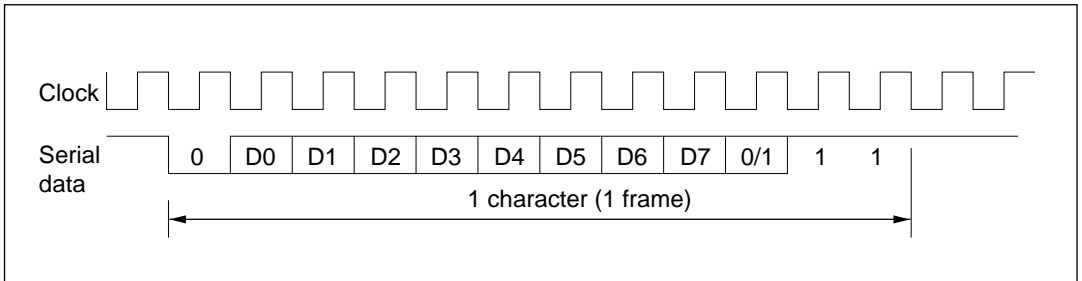 Clock
Serial
data
0 D0 D1 D2 D3 D4 D5 D6 D7 0/1 1 1
1 character (1 frame)